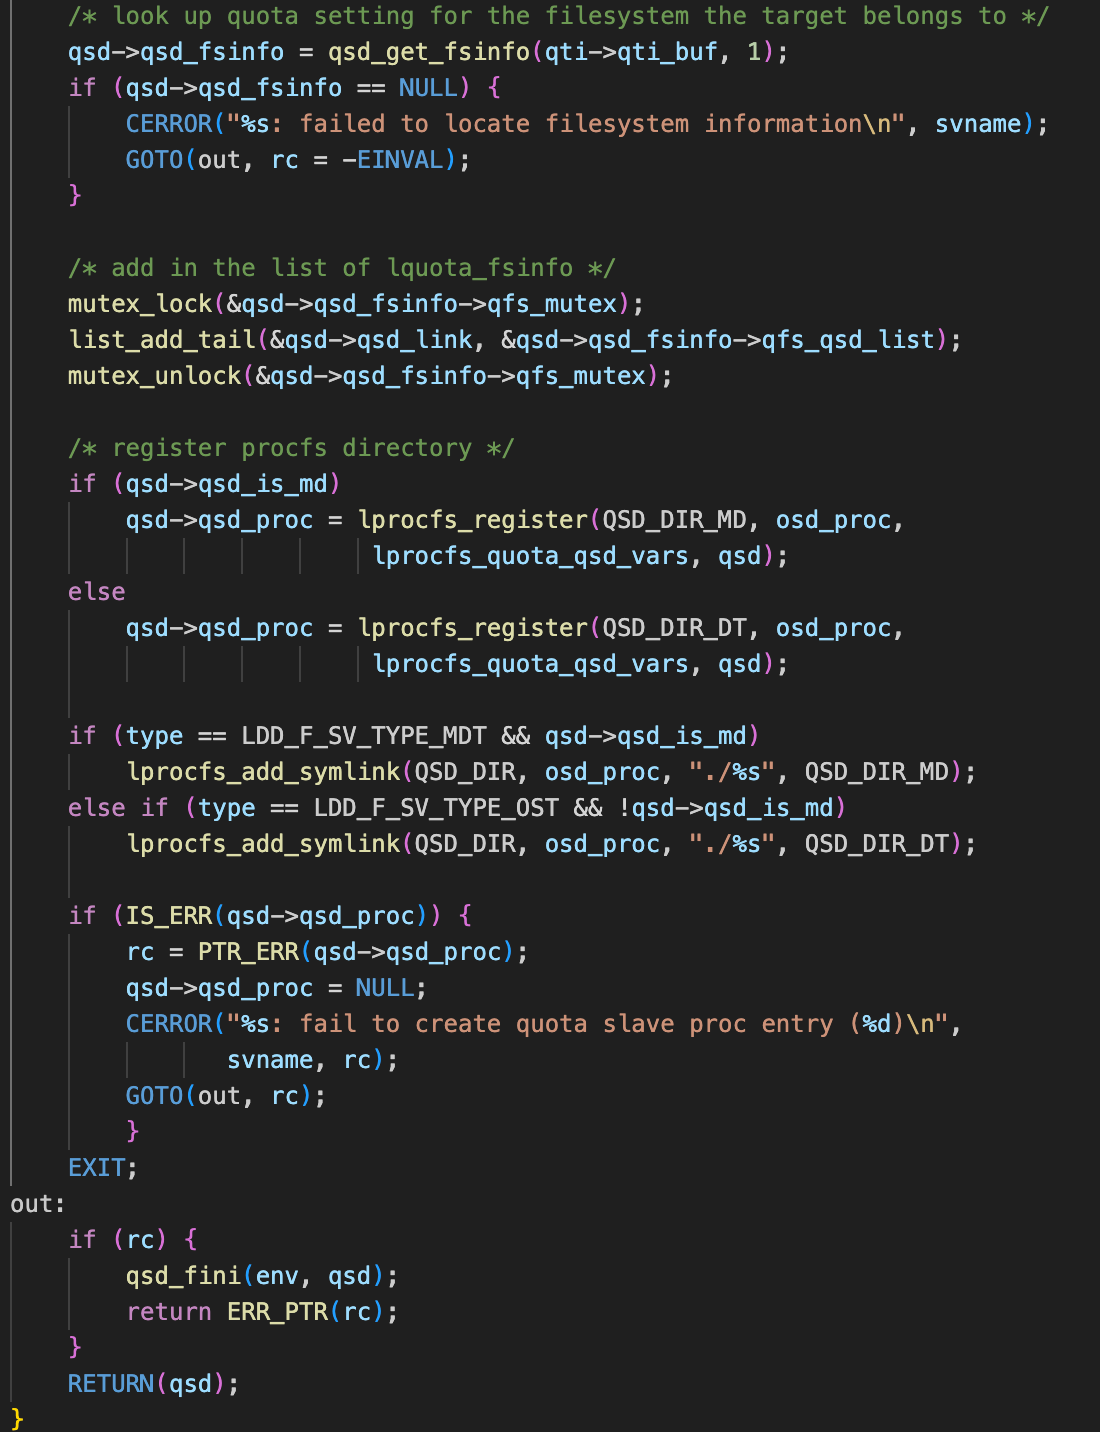 /* look up quota setting for the filesystem the target belongs to */
qsd->qsd_fsinfo = qsd_get_fsinfo(qti->qti_buf, 1);
if (qsd->qsd_fsinfo == NULL) {
CERROR("%s: failed to locate filesystem information\n", svname);
GOTO(out, rc = -EINVAL);
}
/* add in the list of lquota_fsinfo */
mutex_lock(&qsd->qsd_fsinfo->qfs_mutex);
list_add_tail(&qsd->qsd_link, &qsd->qsd_fsinfo->qfs_qsd_list);
mutex_unlock(&qsd->qsd_fsinfo->qfs_mutex);
/* register procfs directory */
if (qsd->qsd_is_md)
qsd->qsd_proc = lprocfs_register(QSD_DIR_MD, osd_proc,
lprocfs_quota_qsd_vars, qsd);
else
qsd->qsd_proc = lprocfs_register(QSD_DIR_DT, osd_proc,
lprocfs_quota_qsd_vars, qsd);
if (type == LDD_F_SV_TYPE_MDT && qsd->qsd_is_md)
lprocfs_add_symlink(QSD_DIR, osd_proc, "./%s", QSD_DIR_MD);
else if (type == LDD_F_SV_TYPE_OST && !qsd->qsd_is_md)
lprocfs_add_symlink(QSD_DIR, osd_proc, "./%s", QSD_DIR_DT);
if (IS_ERR(qsd->qsd_proc)) {
rc = PTR_ERR(qsd->qsd_proc);
qsd->qsd_proc = NULL;
CERROR("%s: fail to create quota slave proc entry (%d)\n",
svname, rc);
GOTO(out, rc);
}
EXIT;
out:
if (rc) {
qsd_fini(env, qsd);
return ERR_PTR(rc);
}
RETURN(qsd);
}